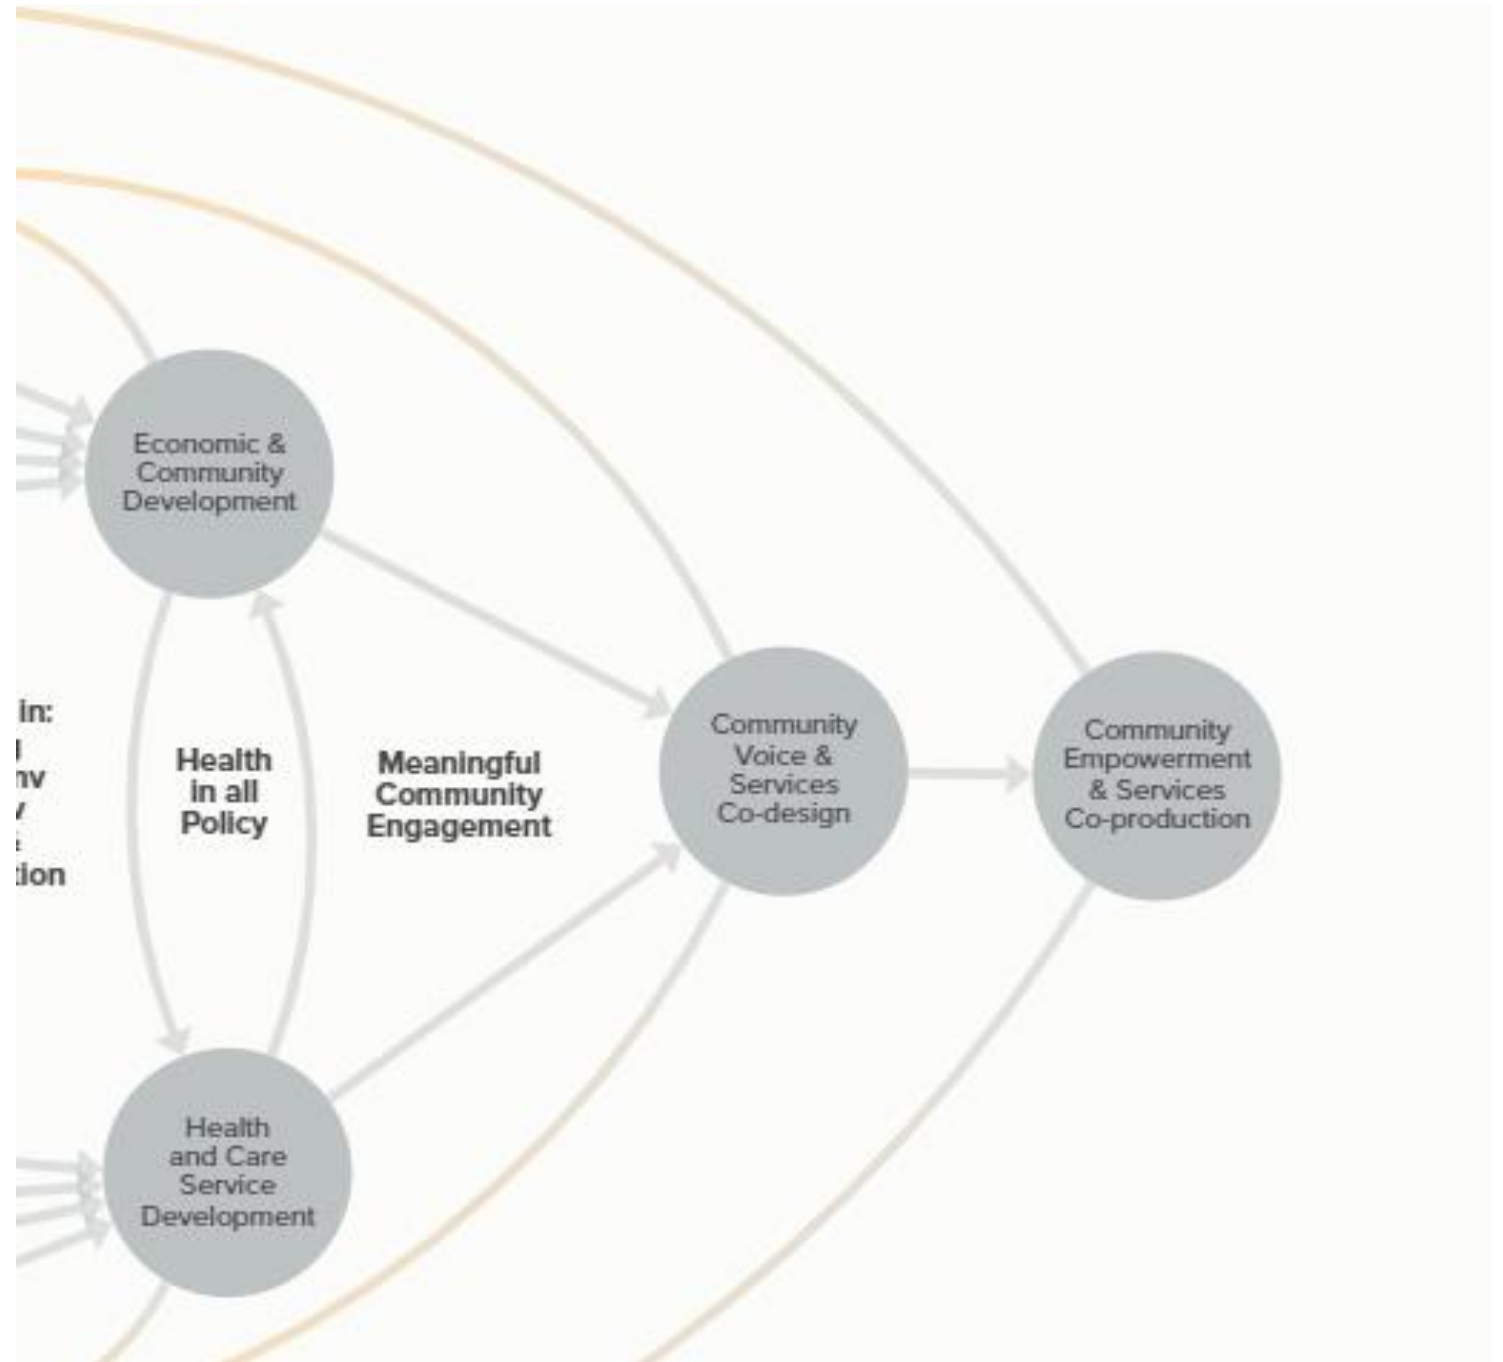 Economic &
Community
Development
in:
Health
in all
Policy
Meaningful
Community
Engagement
Community
Voice &
Services
Co-design
Community
Empowerment
& Services
Co-production
Health
and Care
Service
Development